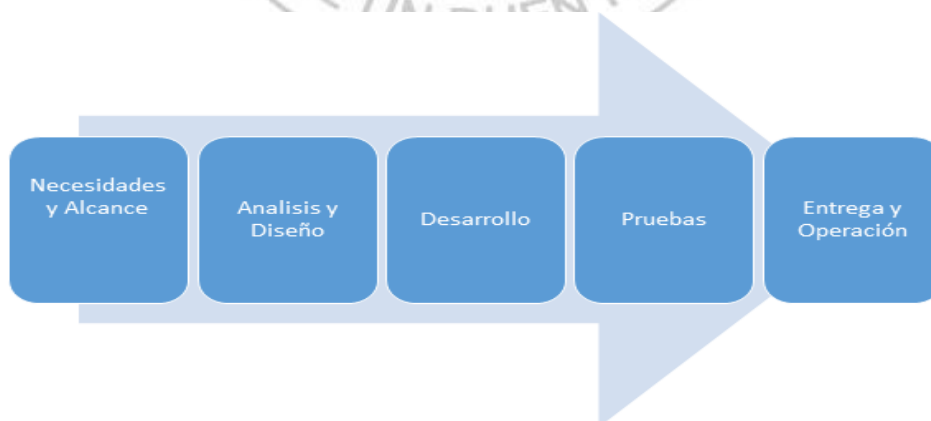 Necesidades
y Alcance
Analisis y
Diseño
Desarrollo
Pruebas
Entrega y
Operación